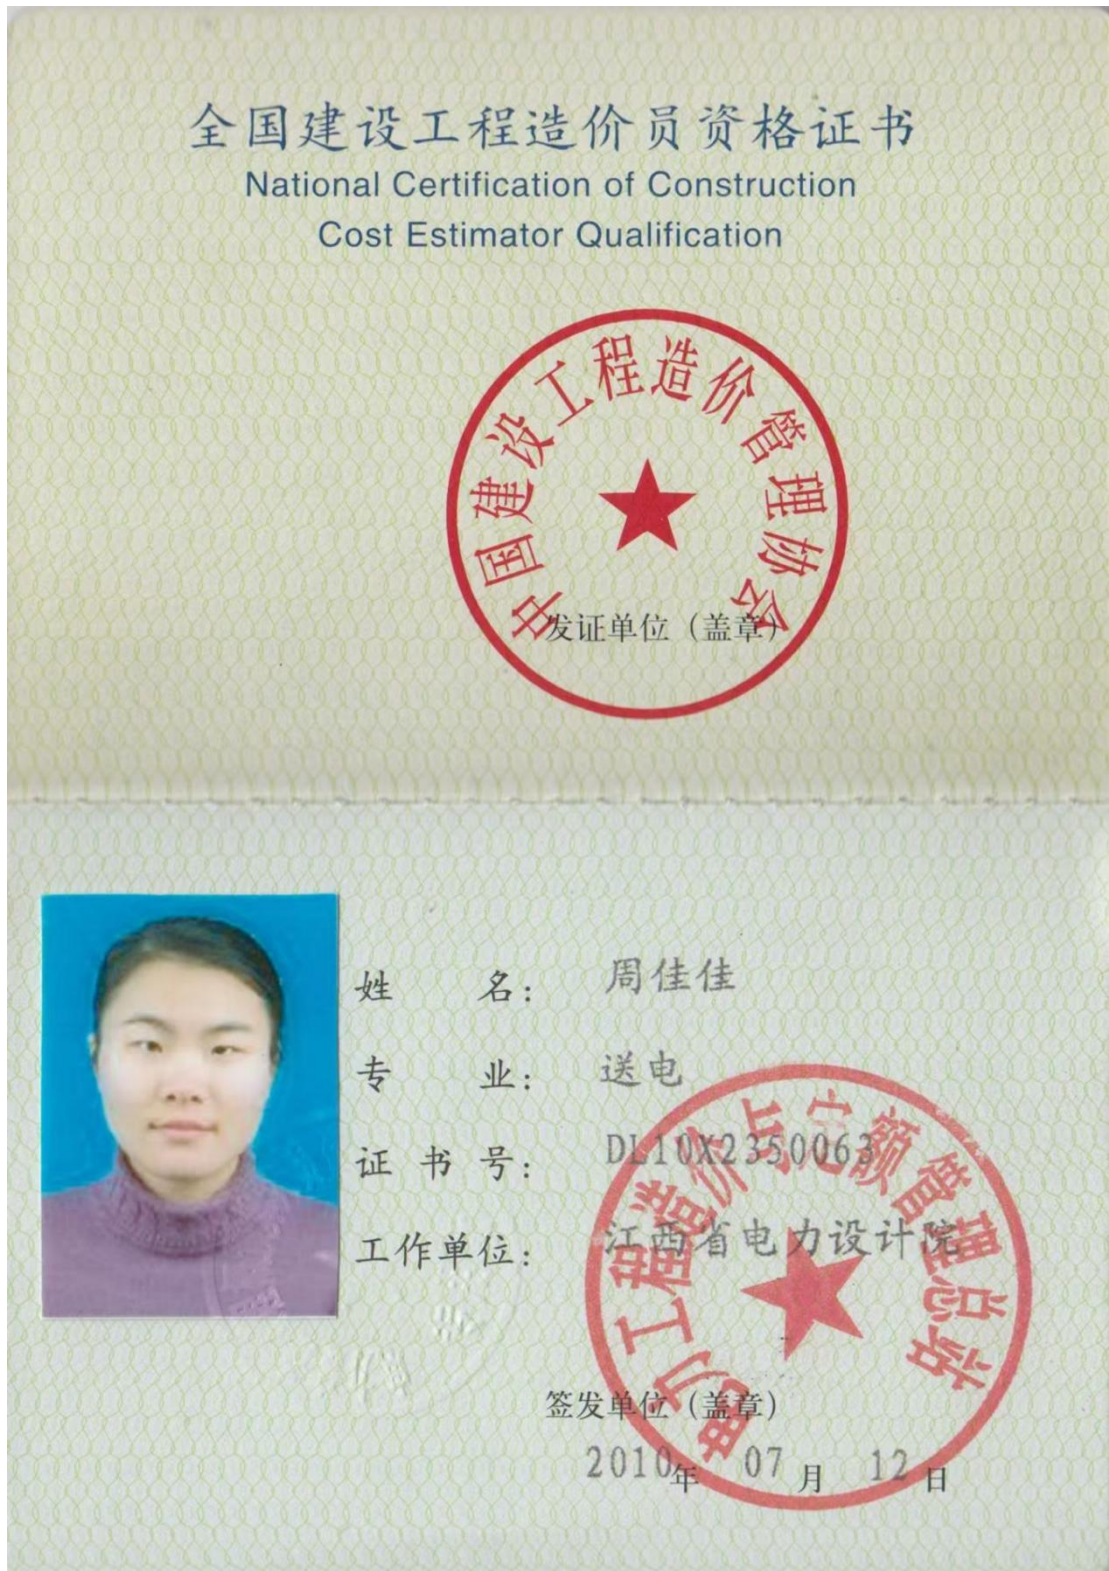 全国建设工程造价员资格证书
National Certification of Construction
Cost Estimator Qualification
中国建设工程造价管理协会
发证单位（盖章）
姓 名： 周佳佳
专 业： 送电
证 书 号： DL10X2350063
工作单位： 江西省电力设计院
电力工程造价与定额管理总站
签发单位（盖章）
2010年 07 月 12 日